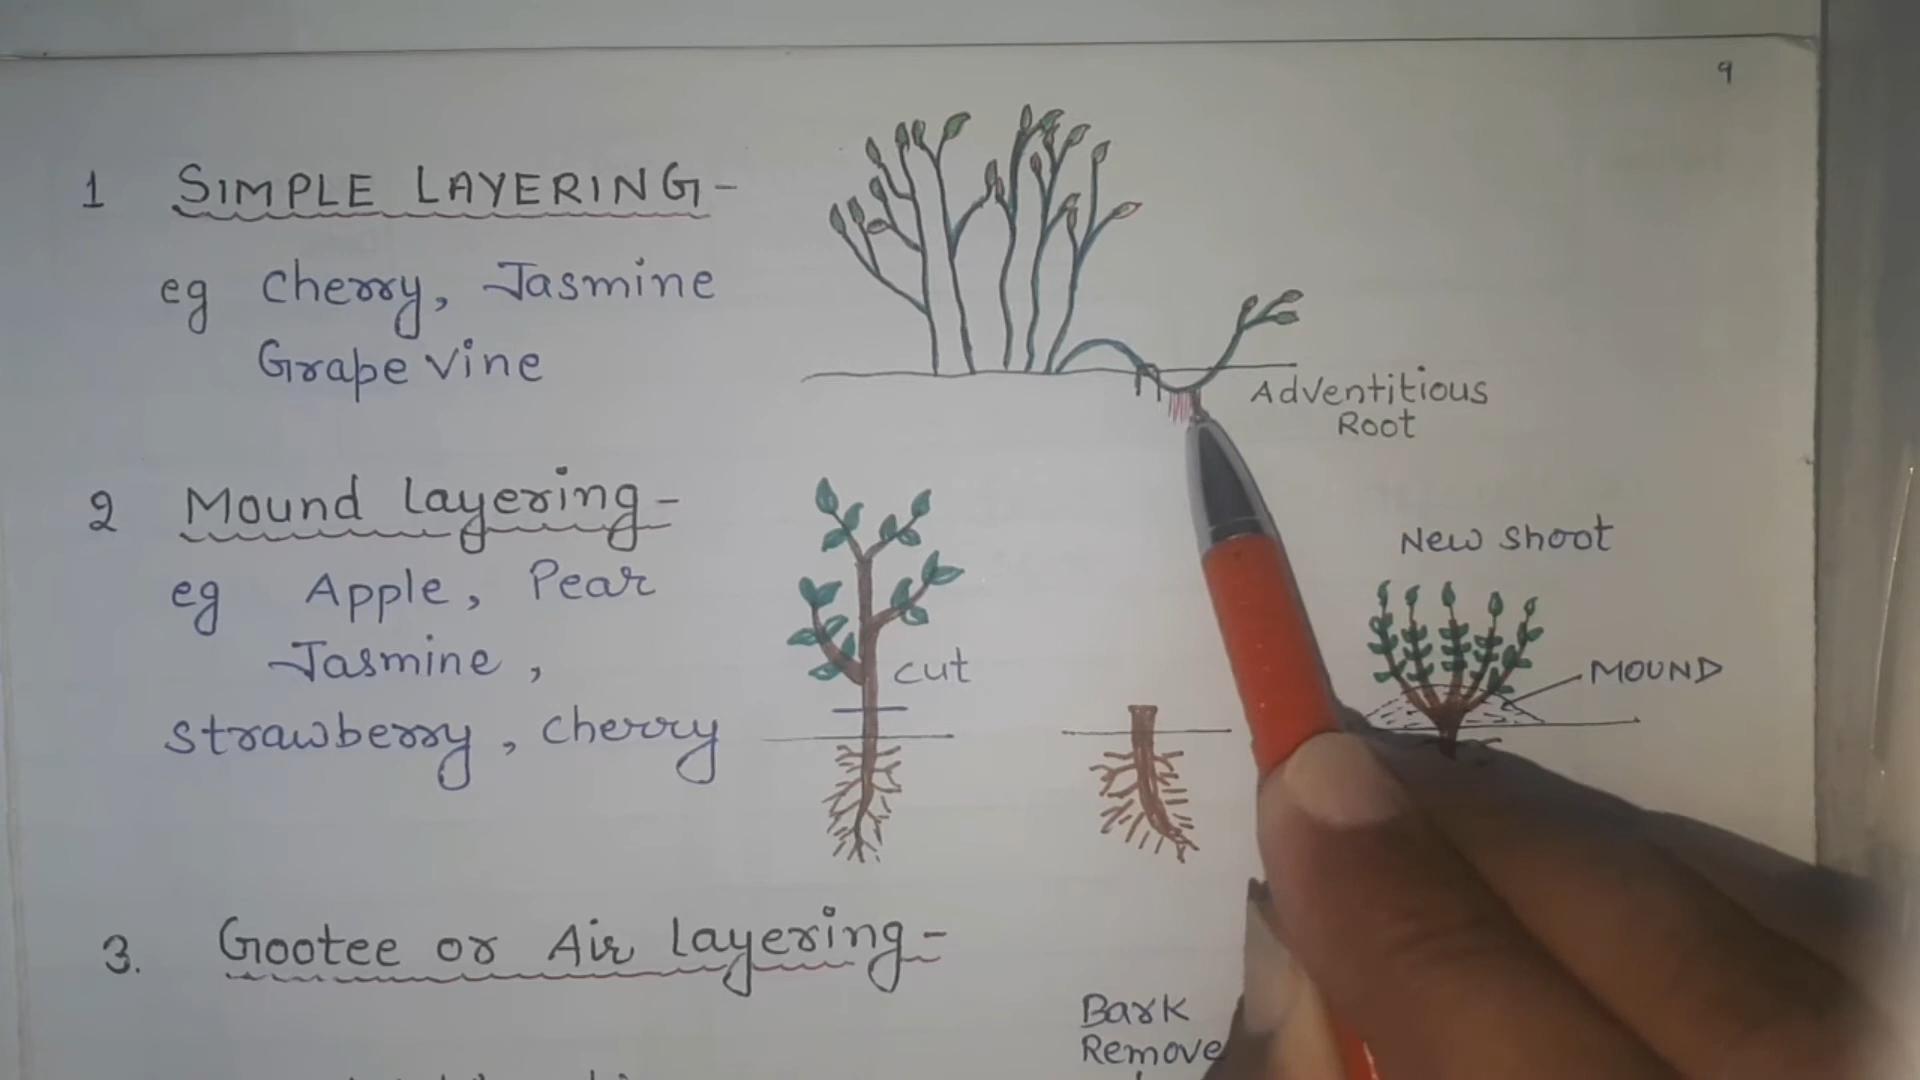 9
1 SIMPLE LAYERING-
eg cherry, Jasmine
Grape vine
Adventitious
Root
2 Mound layering-
eg Apple, Pear
Jasmine,
strawberry, cherry
cut
New shoot
MOUND
3. Gootee or Air layering-
Bark
Remove